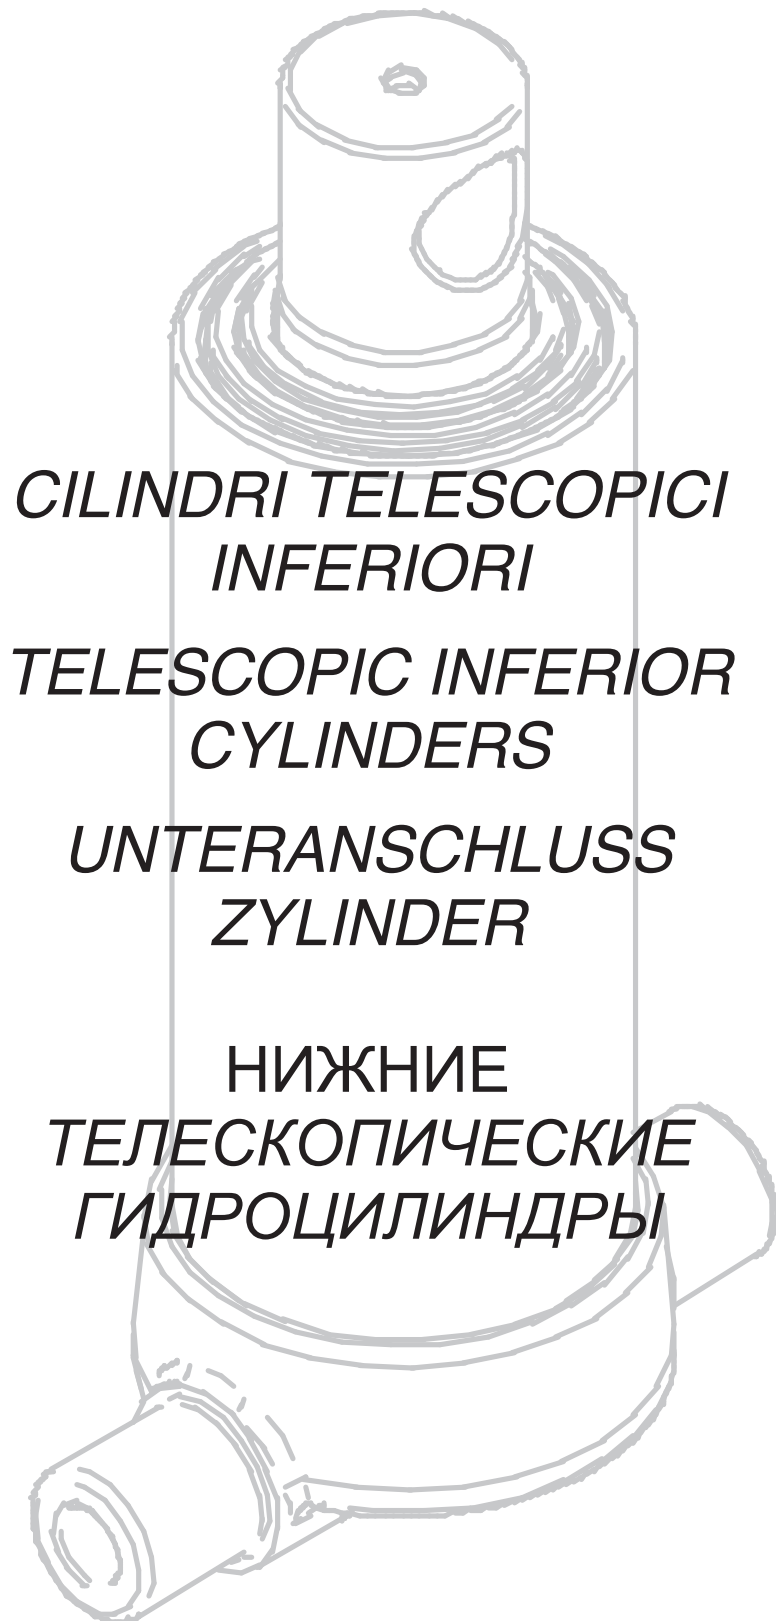 CILINDRI TELESCOPICI
INFERIORI
TELESCOPIC INFERIOR
CYLINDERS
UNTERANSCHLUSS
ZYLINDER
НИЖНИЕ
ТЕЛЕСКОПИЧЕСКИЕ
ГИДРОЦИЛИНДРЫ